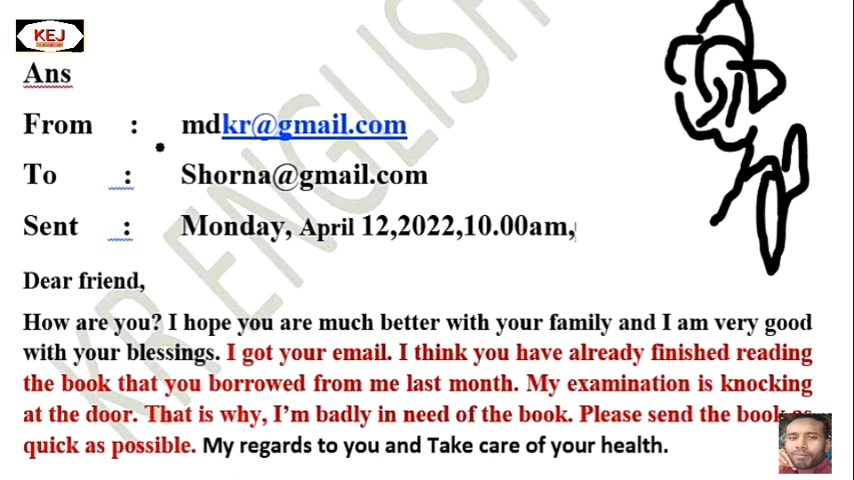 KEJ
Ans
From : mdkr@gmail.com
To : Shorna@gmail.com
Sent : Monday, April 12,2022,10.00am,
Dear friend,
How are you? I hope you are much better with your family and I am very good
with your blessings. I got your email. I think you have already finished reading
the book that you borrowed from me last month. My examination is knocking
at the door. That is why, I'm badly in need of the book. Please send the book as
quick as possible. My regards to you and Take care of your health.
KR ENGLISH